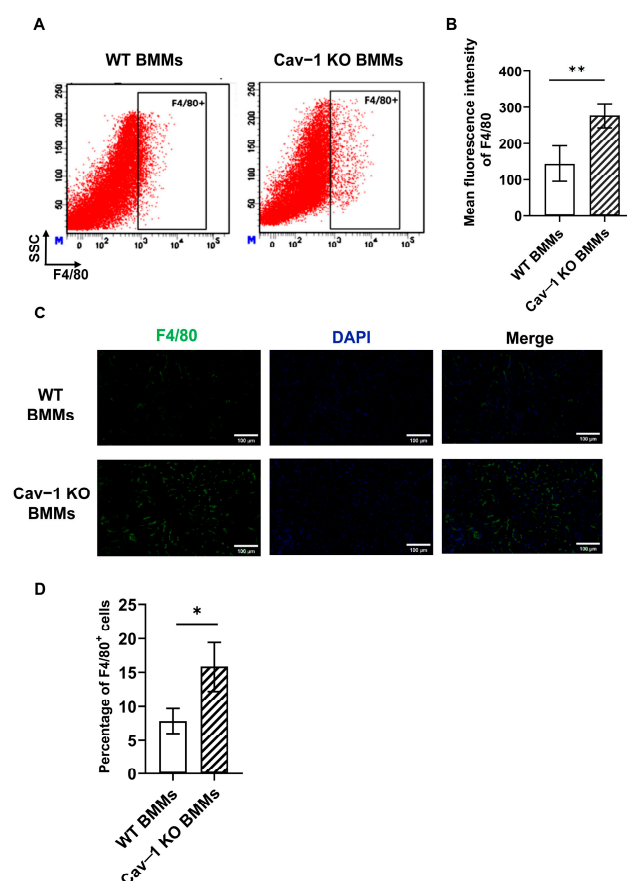 A
WT BMMs
Cav−1 KO BMMs
F4/80+
F4/80+
250
200
150
100
50
250
200
150
100
50
M
0 10² 10³ 10⁴ 10⁵
M
0 10² 10³ 10⁴ 10⁵
SSC
F4/80
B
Mean fluorescence intensity
of F4/80
400
300
200
100
0
**
WT BMMs
Cav−1 KO BMMs
C
F4/80
DAPI
Merge
WT
BMMs
100 µm
100 µm
100 µm
Cav−1 KO
BMMs
100 µm
100 µm
100 µm
D
Percentage of F4/80⁺ cells
25
20
15
10
5
0
*
WT BMMs
Cav−1 KO BMMs